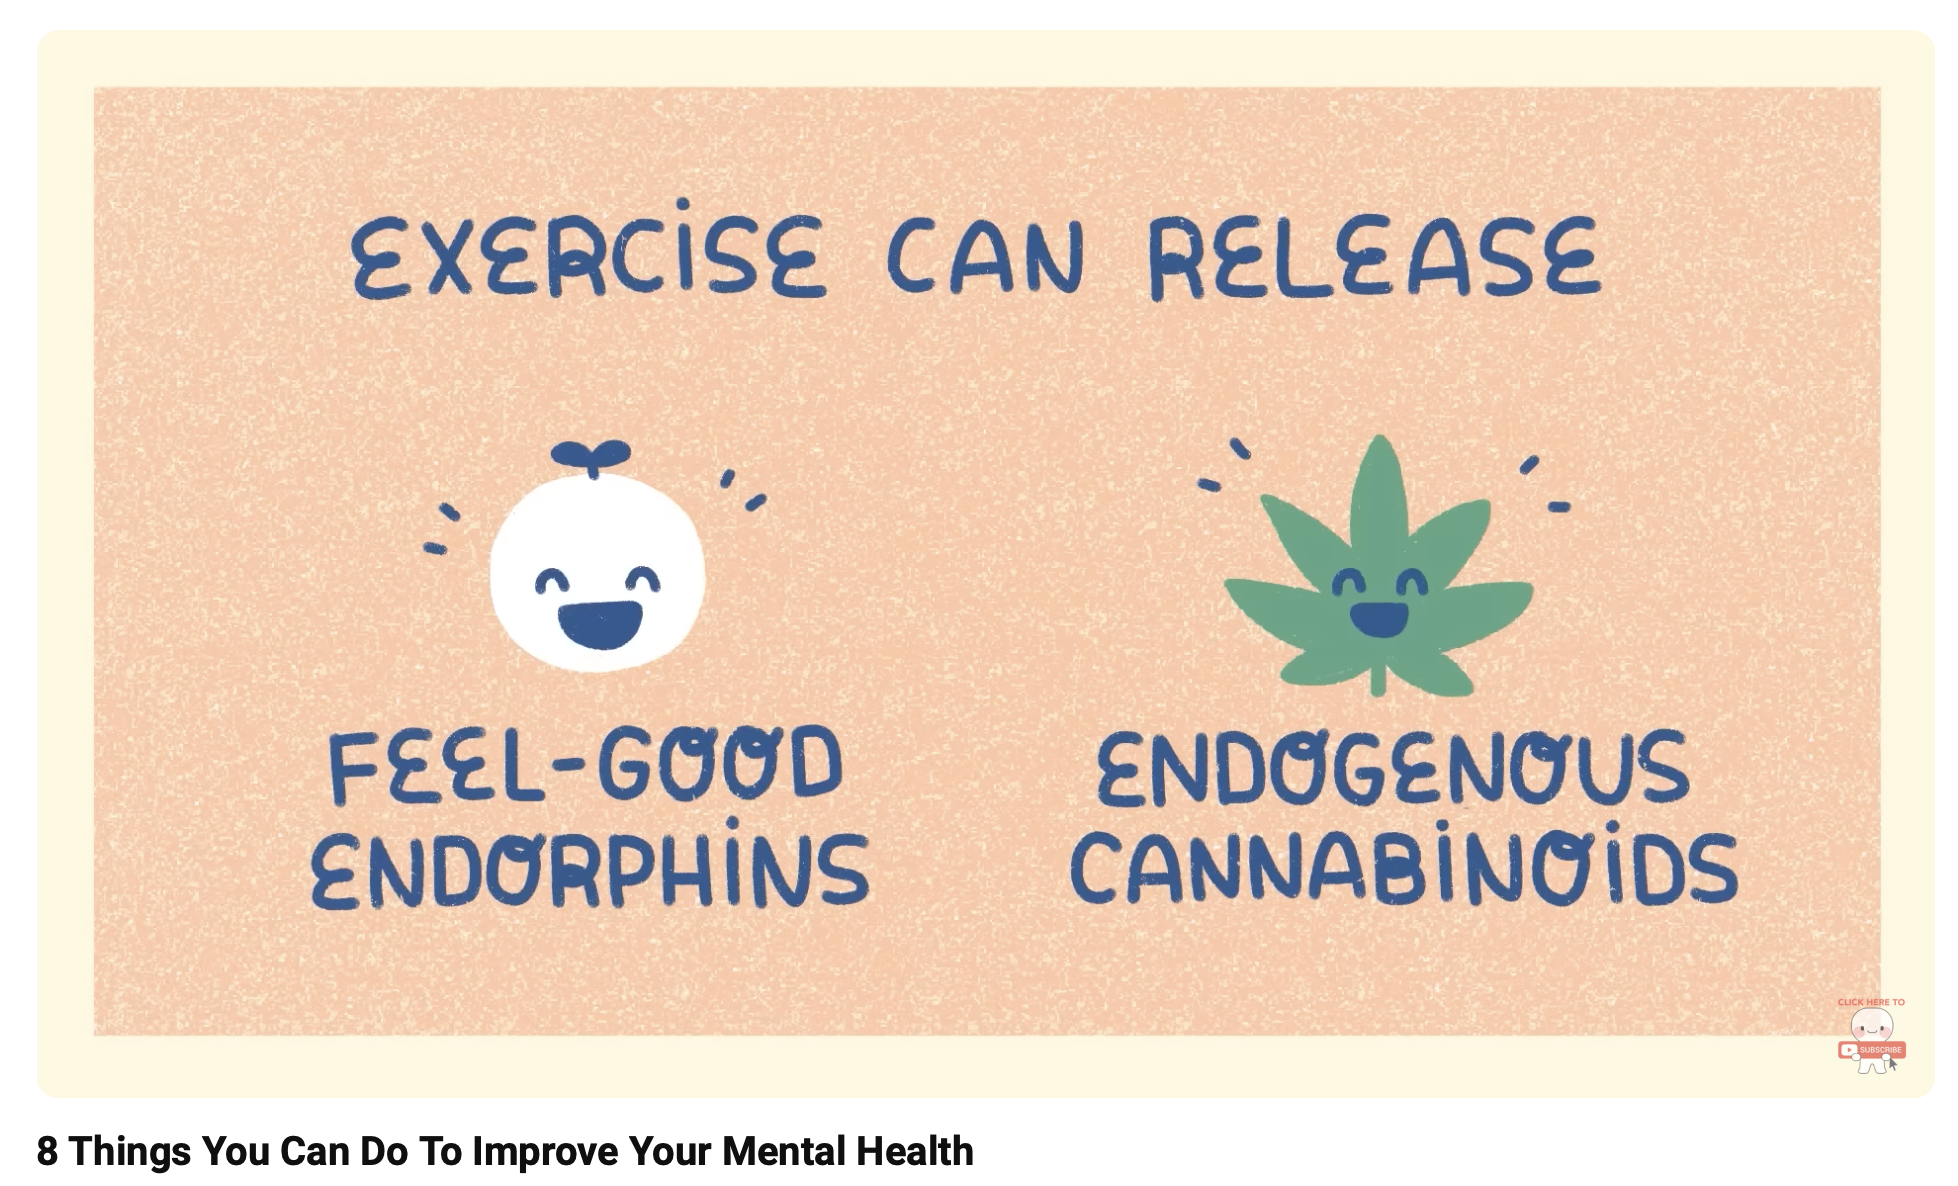 EXERCiSE CAN RELEASE
FEEL-GOOD
ENDORPHiNS
ENDOGENOUS
CANNABiNOiDS
CLICK HERE TO
SUBSCRIBE
8 Things You Can Do To Improve Your Mental Health